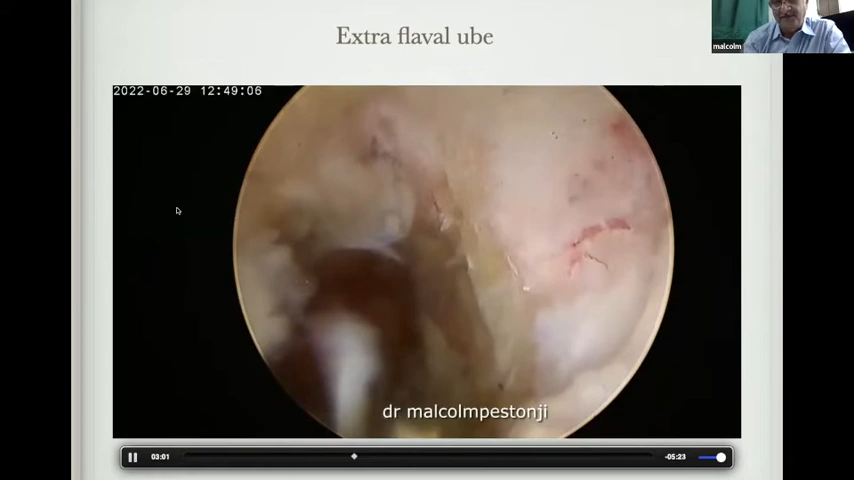 Extra flaval ube
malcolm
2022-06-29 12:49:06
dr malcolmpestonji
03:01
-05:23